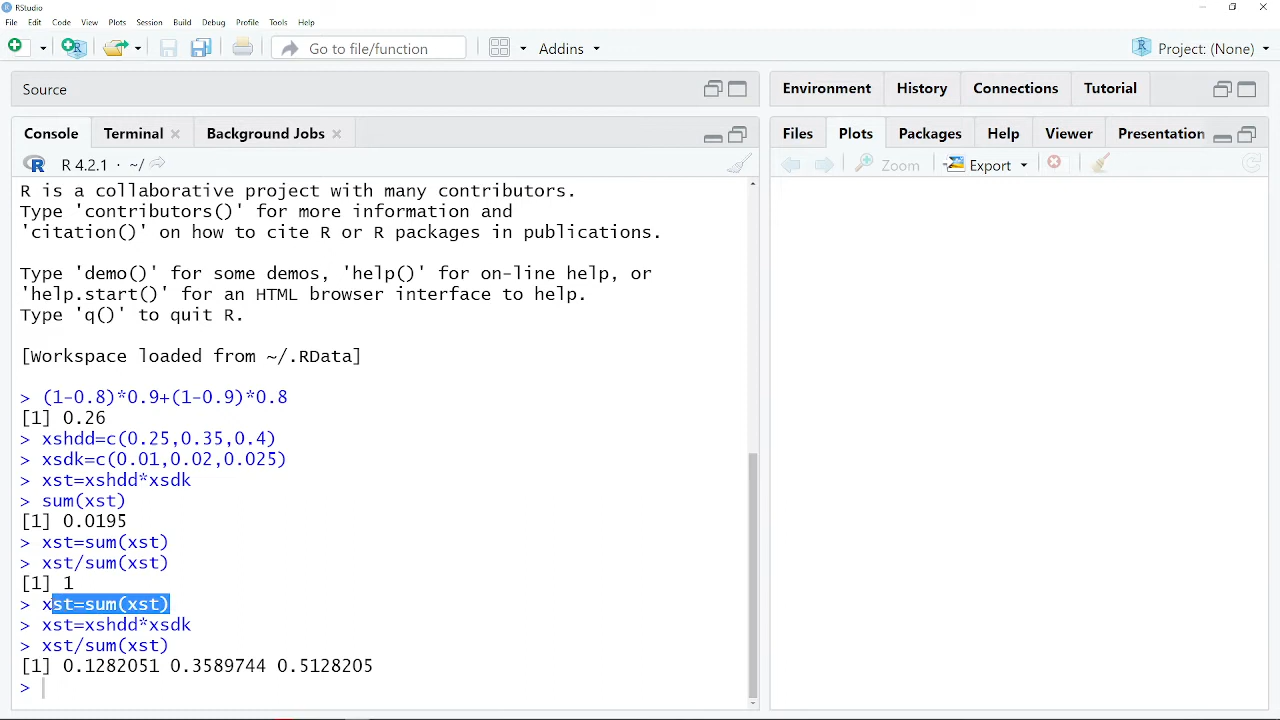 RStudio
File Edit Code View Plots Session Build Debug Profile Tools Help
Go to file/function Addins Project: (None)
Source
Environment History Connections Tutorial
Console Terminal Background Jobs
Files Plots Packages Help Viewer Presentation
R 4.2.1 · ~/
Zoom Export
R is a collaborative project with many contributors.
Type 'contributors()' for more information and
'citation()' on how to cite R or R packages in publications.
Type 'demo()' for some demos, 'help()' for on-line help, or
'help.start()' for an HTML browser interface to help.
Type 'q()' to quit R.
[Workspace loaded from ~/.RData]
> (1-0.8)*0.9+(1-0.9)*0.8
[1] 0.26
> xshdd=c(0.25,0.35,0.4)
> xsdk=c(0.01,0.02,0.025)
> xst=xshdd*xsdk
> sum(xst)
[1] 0.0195
> xst=sum(xst)
> xst/sum(xst)
[1] 1
> xst=sum(xst)
> xst=xshdd*xsdk
> xst/sum(xst)
[1] 0.1282051 0.3589744 0.5128205
>